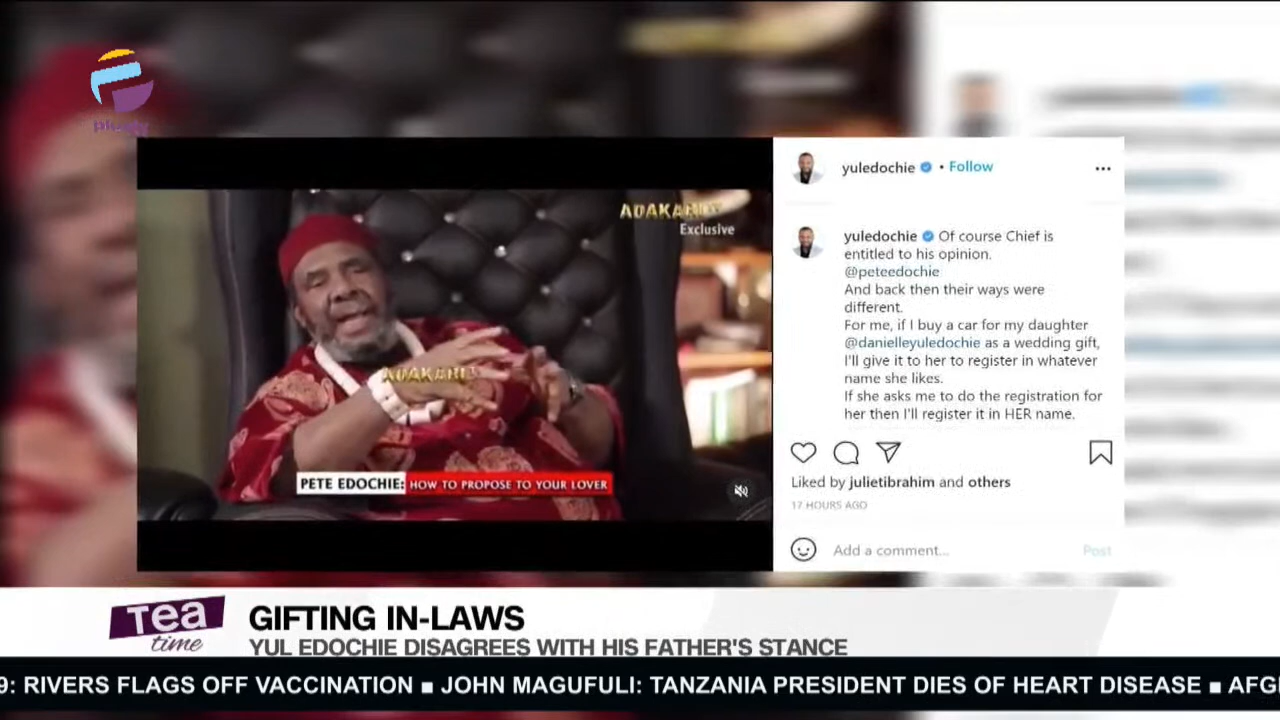 yuledochie • Follow
ADAKA
Exclusive
yuledochie Of course Chief is
entitled to his opinion.
@peteedochie
And back then their ways were
different.
For me, if I buy a car for my daughter
@danielleyuledochie as a wedding gift,
I'll give it to her to register in whatever
name she likes.
If she asks me to do the registration for
her then I'll register it in HER name.
PETE EDOCHIE: HOW TO PROPOSE TO YOUR LOVER
Liked by julietibrahim and others
17 HOURS AGO
Add a comment...
Post
Tea
time
GIFTING IN-LAWS
YUL EDOCHIE DISAGREES WITH HIS FATHER'S STANCE
9: RIVERS FLAGS OFF VACCINATION ■ JOHN MAGUFULI: TANZANIA PRESIDENT DIES OF HEART DISEASE ■ AFG